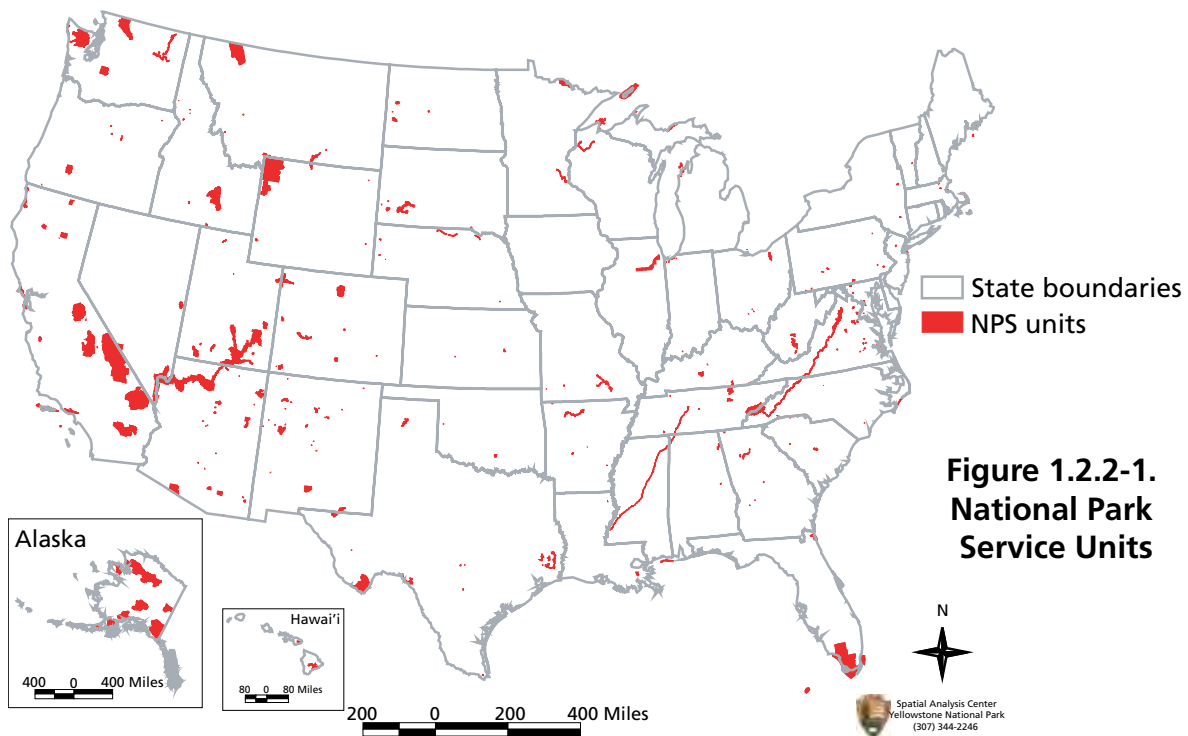 State boundaries
NPS units
Figure 1.2.2-1.
National Park
Service Units
Alaska
400 0 400 Miles
Hawai'i
80 0 80 Miles
200 0 200 400 Miles
N
Spatial Analysis Center
Yellowstone National Park
(307) 344-2246